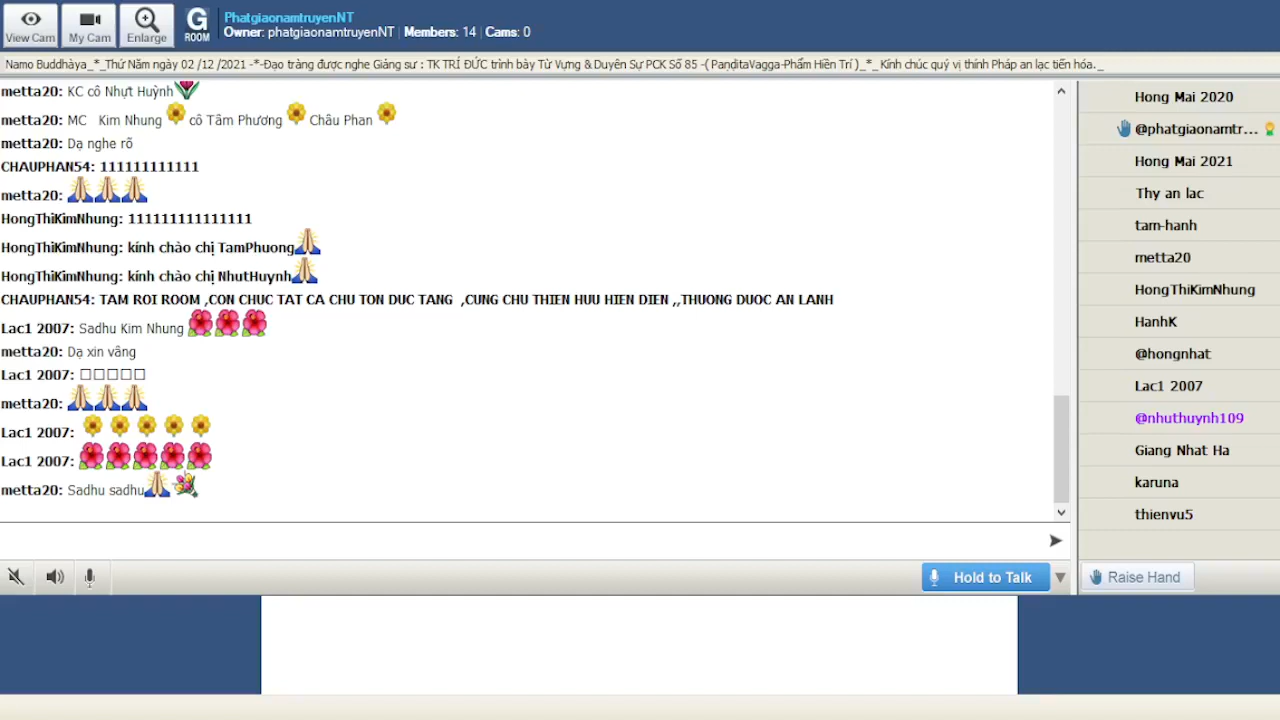 PhatgiaonamtruyenNT
Owner: phatgiaonamtruyenNT | Members: 14 | Cams: 0
View Cam
My Cam
Enlarge
G
ROOM
Namo Buddhàya_*_Thứ Năm ngày 02 /12 /2021 -*-Đạo tràng được nghe Giảng sư : TK TRÍ ĐỨC trình bày Từ Vựng & Duyên Sự PCK Số 85 -( PaṇḍitaVagga-Phẩm Hiền Trí )_*_ Kính chúc quý vị thính Pháp an lạc tiến hóa._
metta20: KC cô Nhựt Huỳnh
metta20: MC Kim Nhung cô Tâm Phương Châu Phan
metta20: Dạ nghe rõ
CHAUPHAN54: 111111111111
metta20:
HongThiKimNhung: 111111111111111
HongThiKimNhung: kính chào chị TamPhuong
HongThiKimNhung: kính chào chị NhutHuynh
CHAUPHAN54: TAM ROI ROOM ,CON CHUC TAT CA CHU TON DUC TANG ,CUNG CHU THIEN HUU HIEN DIEN ,,THUONG DUOC AN LANH
Lac1 2007: Sadhu Kim Nhung
metta20: Dạ xin vâng
Lac1 2007: □□□□□
metta20:
Lac1 2007:
Lac1 2007:
metta20: Sadhu sadhu
Hold to Talk
Hong Mai 2020
@phatgiaonamtr...
Hong Mai 2021
Thy an lac
tam-hanh
metta20
HongThiKimNhung
HanhK
@hongnhat
Lac1 2007
@nhuthuynh109
Giang Nhat Ha
karuna
thienvu5
Raise Hand